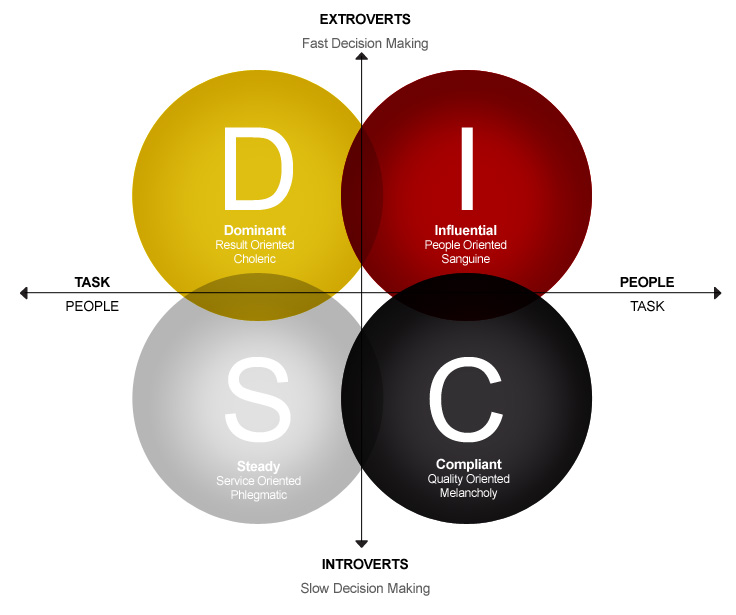 EXTROVERTS
Fast Decision Making
D
Dominant
Result Oriented
Choleric
I
Influential
People Oriented
Sanguine
TASK
PEOPLE
PEOPLE
TASK
S
Steady
Service Oriented
Phlegmatic
C
Compliant
Quality Oriented
Melancholy
INTROVERTS
Slow Decision Making